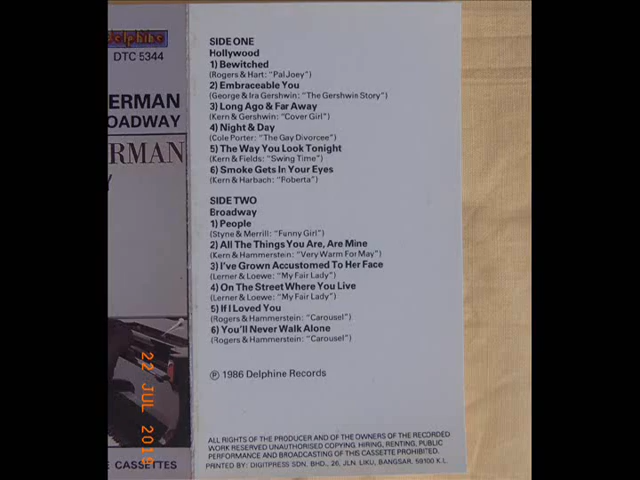 Delphine
DTC 5344
ERMAN
OADWAY
RMAN
Y
E CASSETTES
SIDE ONE
Hollywood
1) Bewitched
(Rogers & Hart: "Pal Joey")
2) Embraceable You
(George & Ira Gershwin: "The Gershwin Story")
3) Long Ago & Far Away
(Kern & Gershwin: "Cover Girl")
4) Night & Day
(Cole Porter: "The Gay Divorcee")
5) The Way You Look Tonight
(Kern & Fields: "Swing Time")
6) Smoke Gets In Your Eyes
(Kern & Harbach: "Foberta")
SIDE TWO
Broadway
1) People
(Styne & Merrill: "Funny Girl")
2) All The Things You Are, Are Mine
(Kern & Hammerstein: "Very Warm For May")
3) I've Grown Accustomed To Her Face
(Lerner & Loewe: "My Fair Lady")
4) On The Street Where You Live
(Lerner & Loewe: "My Fair Lady")
5) If I Loved You
(Rogers & Hammerstein: "Carousel")
6) You'll Never Walk Alone
(Rogers & Hammerstein: "Carousel")
℗ 1986 Delphine Records
ALL RIGHTS OF THE PRODUCER AND OF THE OWNERS OF THE RECORDED
WORK RESERVED UNAUTHORISED COPYING, HIRING, RENTING, PUBLIC
PERFORMANCE AND BROADCASTING OF THIS CASSETTE PROHIBITED.
PRINTED BY: DIGITPRESS SDN. BHD., 26, JLN. LIKU, BANGSAR, 59100 K.L.
22 JUL 2019